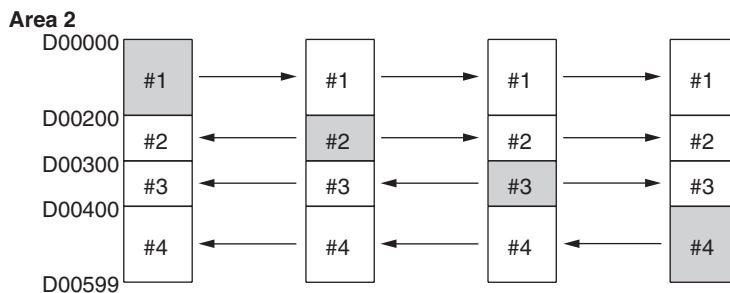 Area 2
D00000
#1 #1 #1 #1
D00200
#2 #2 #2 #2
D00300
#3 #3 #3 #3
D00400
#4 #4 #4 #4
D00599